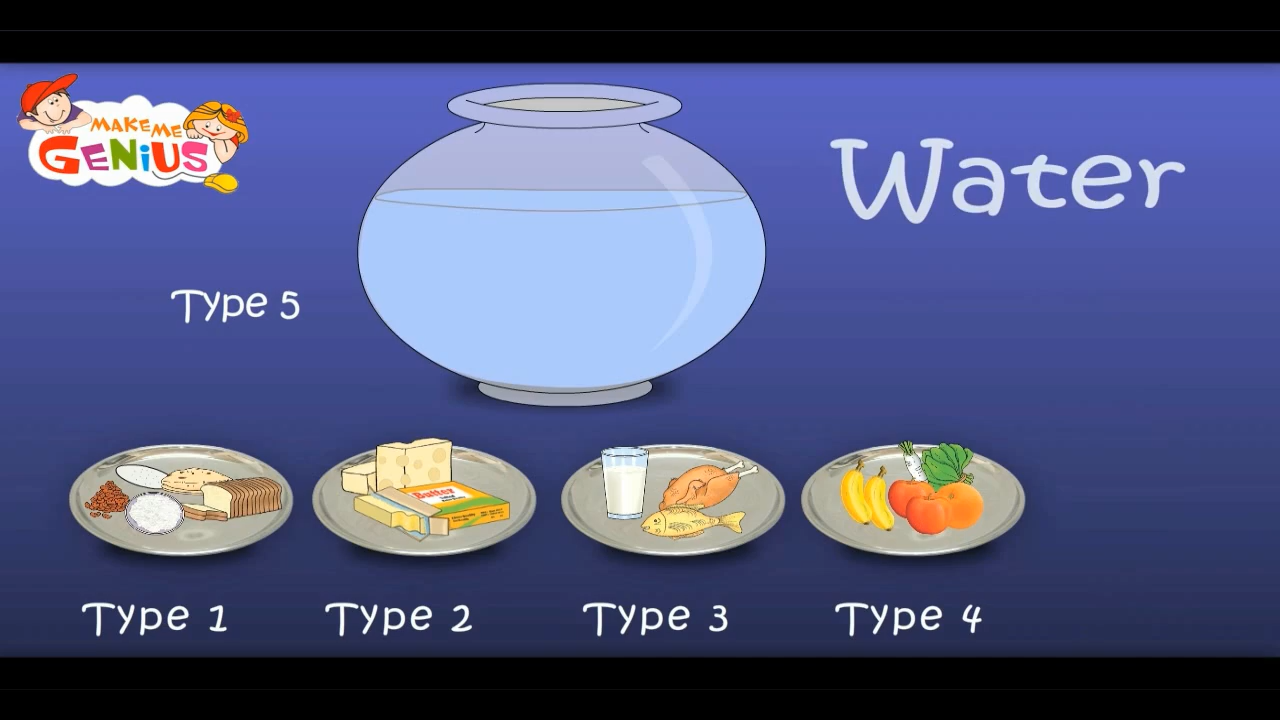 MAKE ME
GENiUS
Water
Type 5
Butter
Type 1
Type 2
Type 3
Type 4